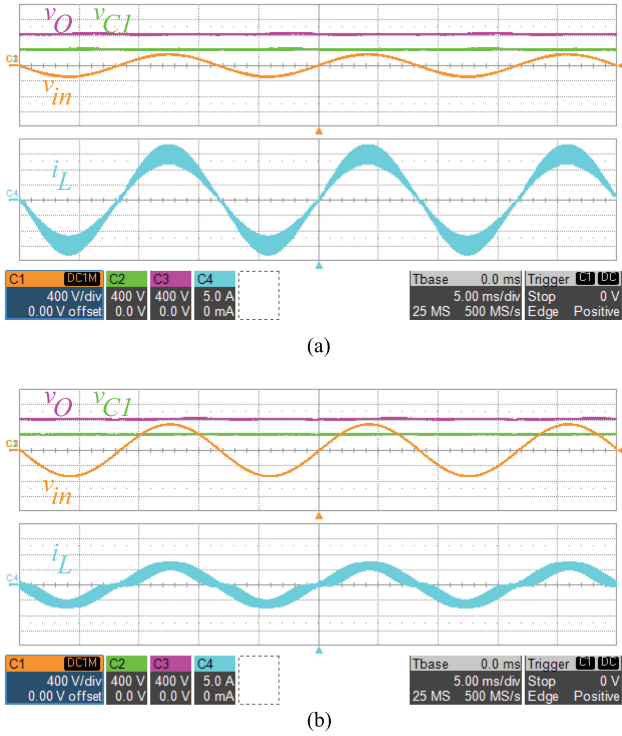 vO vC1
C3
vin
iL
C4
C1 DC1M C2 C3 C4 Tbase 0.0 ms Trigger C1 DC
400 V/div 400 V 400 V 5.0 A 5.00 ms/div Stop 0 V
0.00 V offset 0.0 V 0.0 V 0 mA 25 MS 500 MS/s Edge Positive
(a)
vO vC1
vin
iL
C4
C1 DC1M C2 C3 C4 Tbase 0.0 ms Trigger C1 DC
400 V/div 400 V 400 V 5.0 A 5.00 ms/div Stop 0 V
0.00 V offset 0.0 V 0.0 V 0 mA 25 MS 500 MS/s Edge Positive
(b)